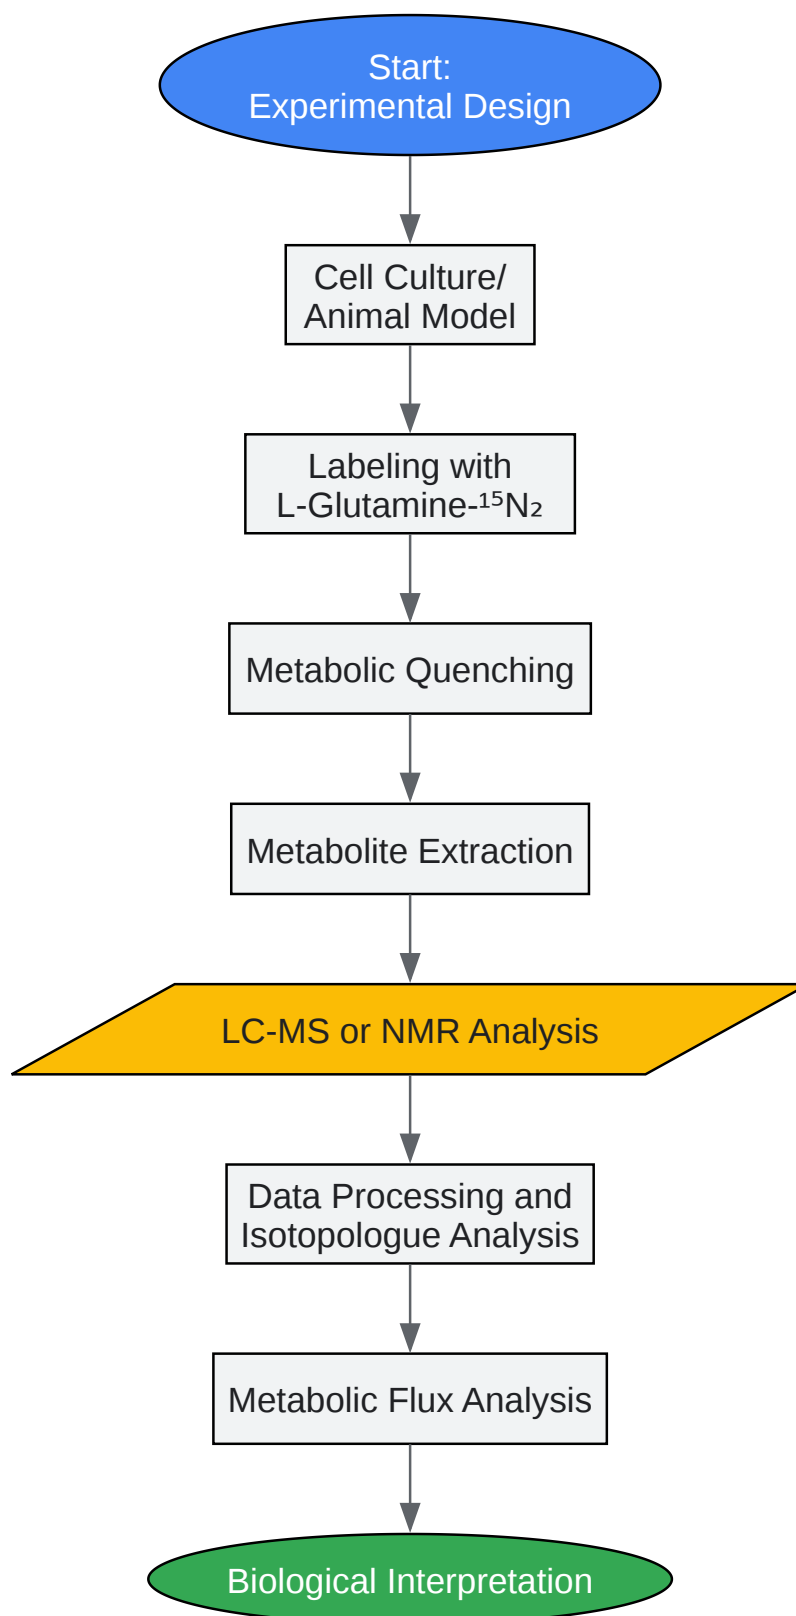 Start:
Experimental Design
Cell Culture/
Animal Model
Labeling with
L-Glutamine-¹⁵N₂
Metabolic Quenching
Metabolite Extraction
LC-MS or NMR Analysis
Data Processing and
Isotopologue Analysis
Metabolic Flux Analysis
Biological Interpretation